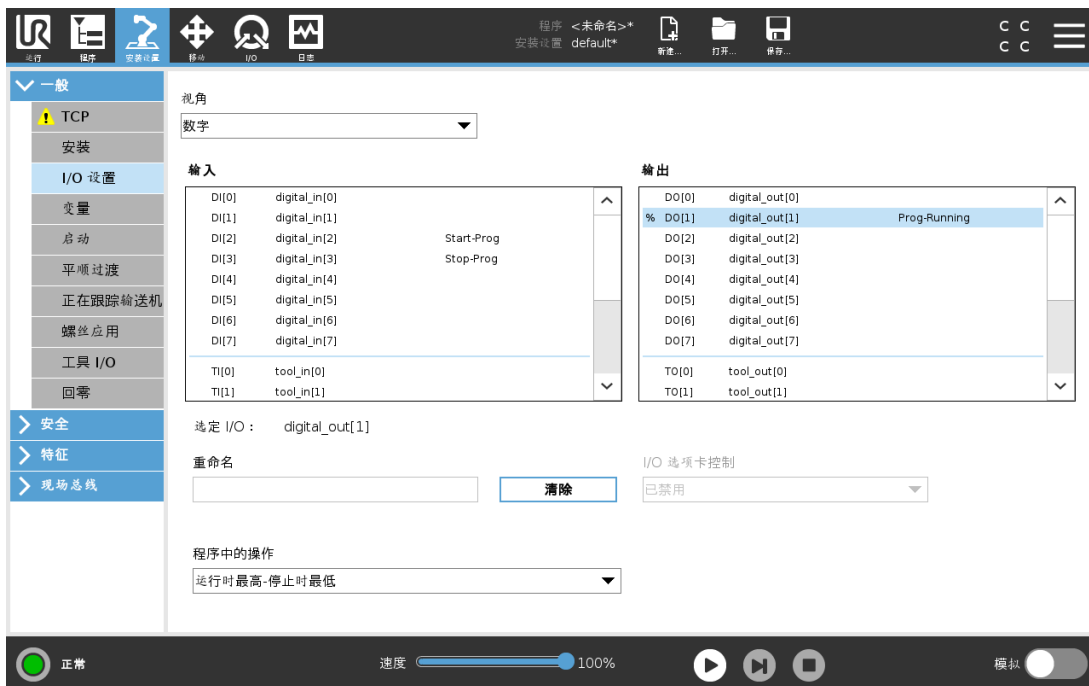 UR
程序 <未命名>*
安装设置 default*
C C
C C
运行 程序 安装设置 移动 I/O 日志 新建... 打开... 保存...
一般
TCP
安装
I/O 设置
变量
启动
平顺过渡
正在跟踪输送机
螺丝应用
工具 I/O
回零
安全
特征
现场总线
视角
数字
输入
DI[0] digital_in[0]
DI[1] digital_in[1]
DI[2] digital_in[2] Start-Prog
DI[3] digital_in[3] Stop-Prog
DI[4] digital_in[4]
DI[5] digital_in[5]
DI[6] digital_in[6]
DI[7] digital_in[7]
TI[0] tool_in[0]
TI[1] tool_in[1]
输出
DO[0] digital_out[0]
% DO[1] digital_out[1] Prog-Running
DO[2] digital_out[2]
DO[3] digital_out[3]
DO[4] digital_out[4]
DO[5] digital_out[5]
DO[6] digital_out[6]
DO[7] digital_out[7]
TO[0] tool_out[0]
TO[1] tool_out[1]
选定 I/O : digital_out[1]
重命名
清除
I/O 选项卡控制
已禁用
程序中的操作
运行时最高-停止时最低
正常
速度 100%
模拟